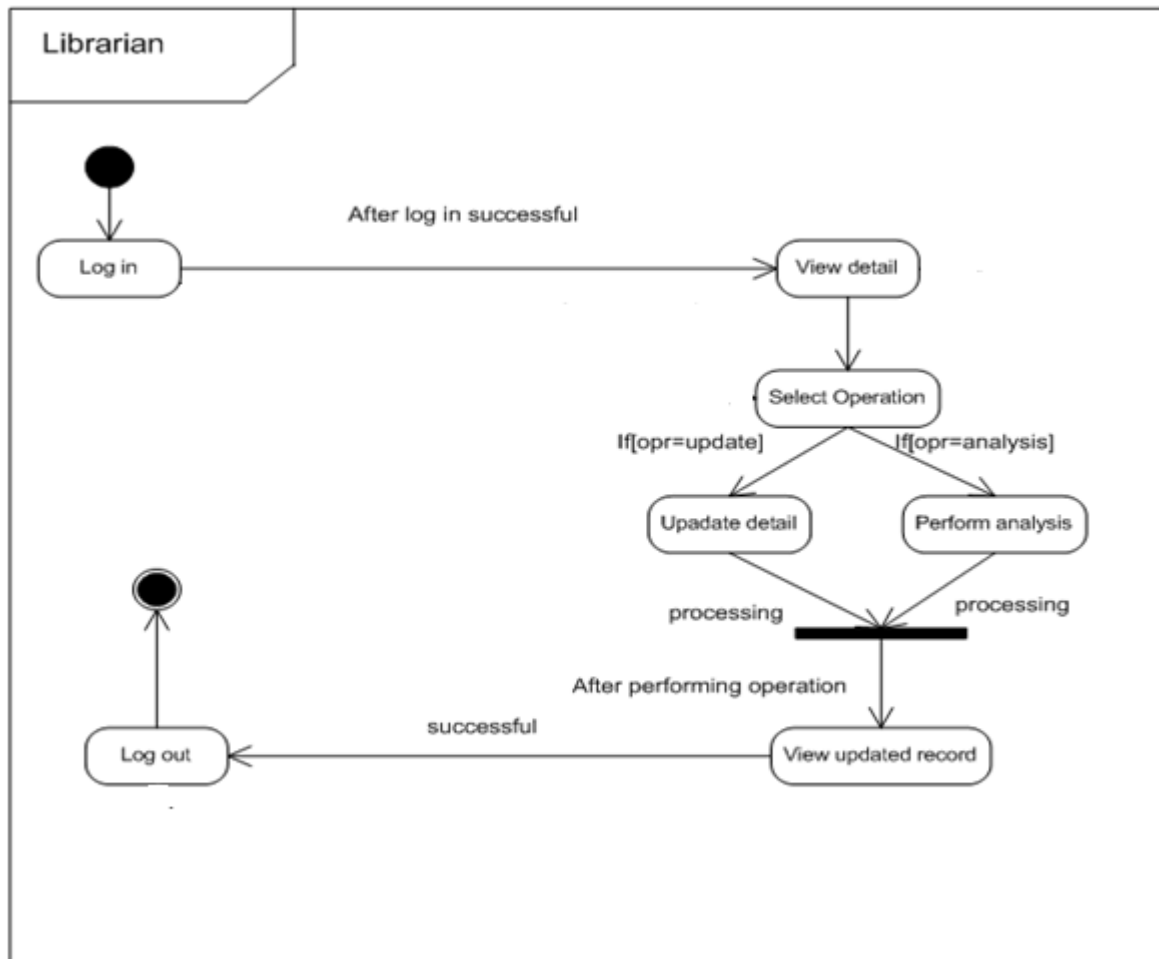 Librarian
After log in successful
Log in
View detail
Select Operation
If[opr=update]
If[opr=analysis]
Upadate detail
Perform analysis
processing
processing
After performing operation
successful
Log out
View updated record